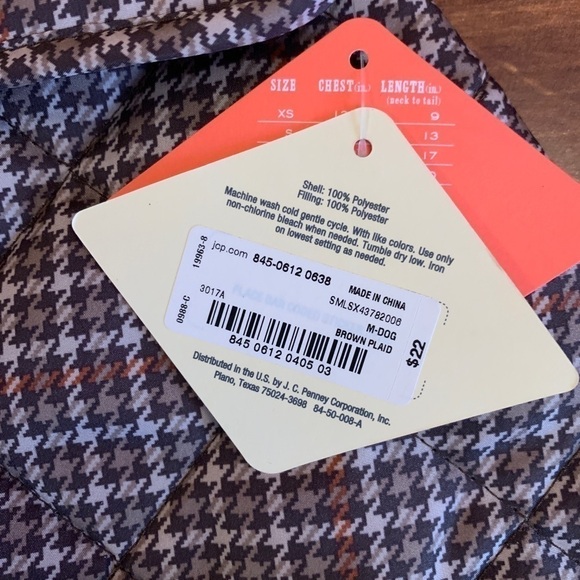 SIZE CHEST(in.) LENGTH(in.)
(neck to tail)
XS 9
S 13
17
Shell: 100% Polyester
Filling: 100% Polyester
Machine wash cold gentle cycle. With like colors. Use only
non-chlorine bleach when needed. Tumble dry low. Iron
on lowest setting as needed.
19963-8
jcp.com 845-0612 0638
MADE IN CHINA
SMLSX43782006
0988-C
3017A
M-DOG
BROWN PLAID
$22
845 0612 0405 03
Distributed in the U.S. by J. C. Penney Corporation, Inc.
Plano, Texas 75024-3698 84-50-008-A